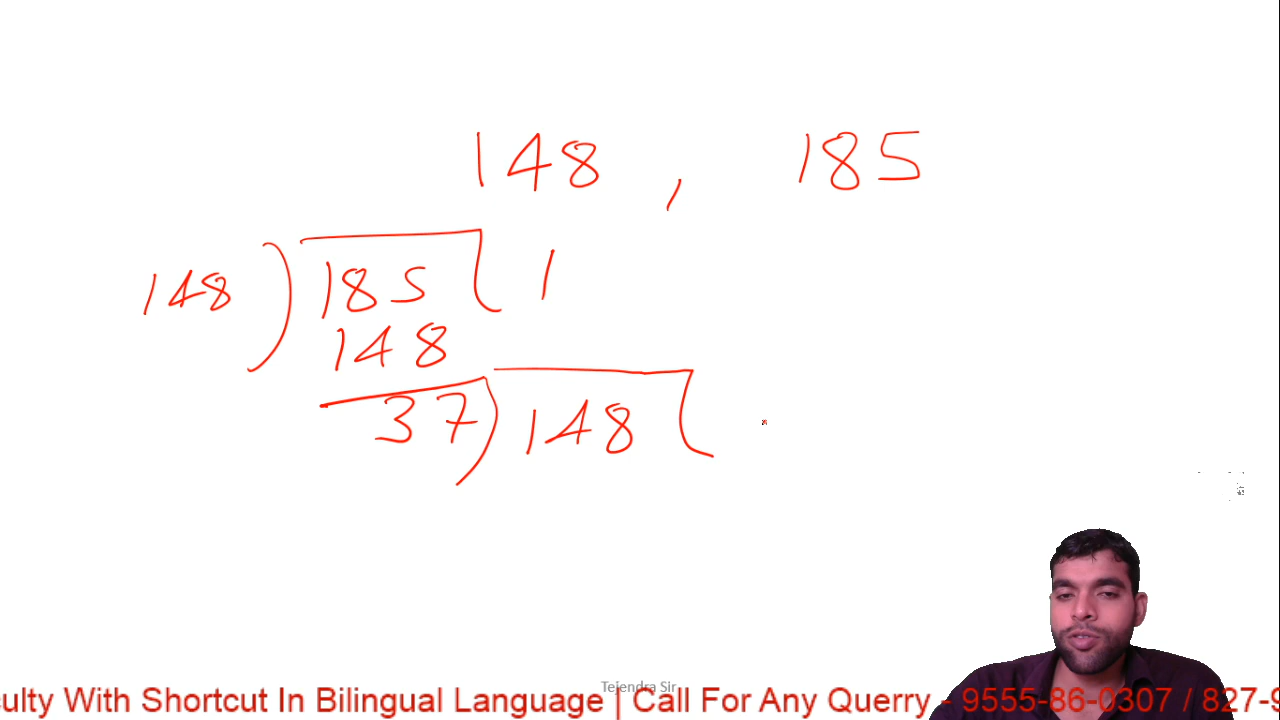 148 , 185
148 ) 185 ( 1
148
37 ) 148 (
Tejendra Sir
culty With Shortcut In Bilingual Language | Call For Any Querry - 9555-86-0307 / 827-9